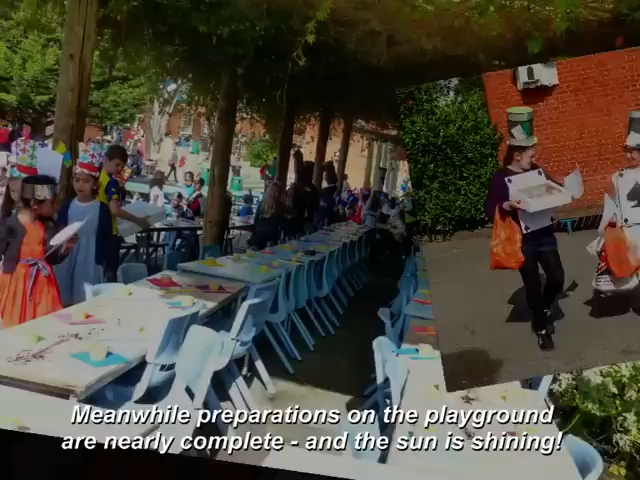 Meanwhile preparations on the playground
are nearly complete - and the sun is shining!